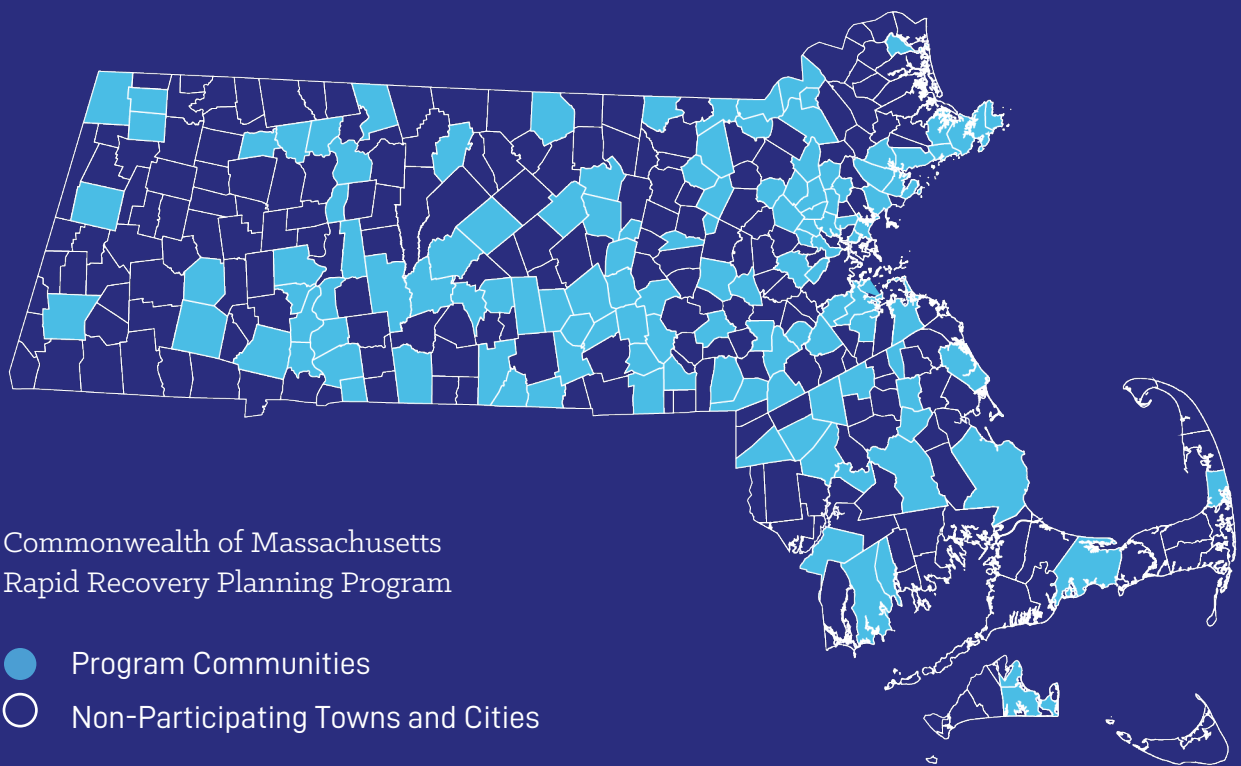 Commonwealth of Massachusetts
Rapid Recovery Planning Program
Program Communities
Non-Participating Towns and Cities